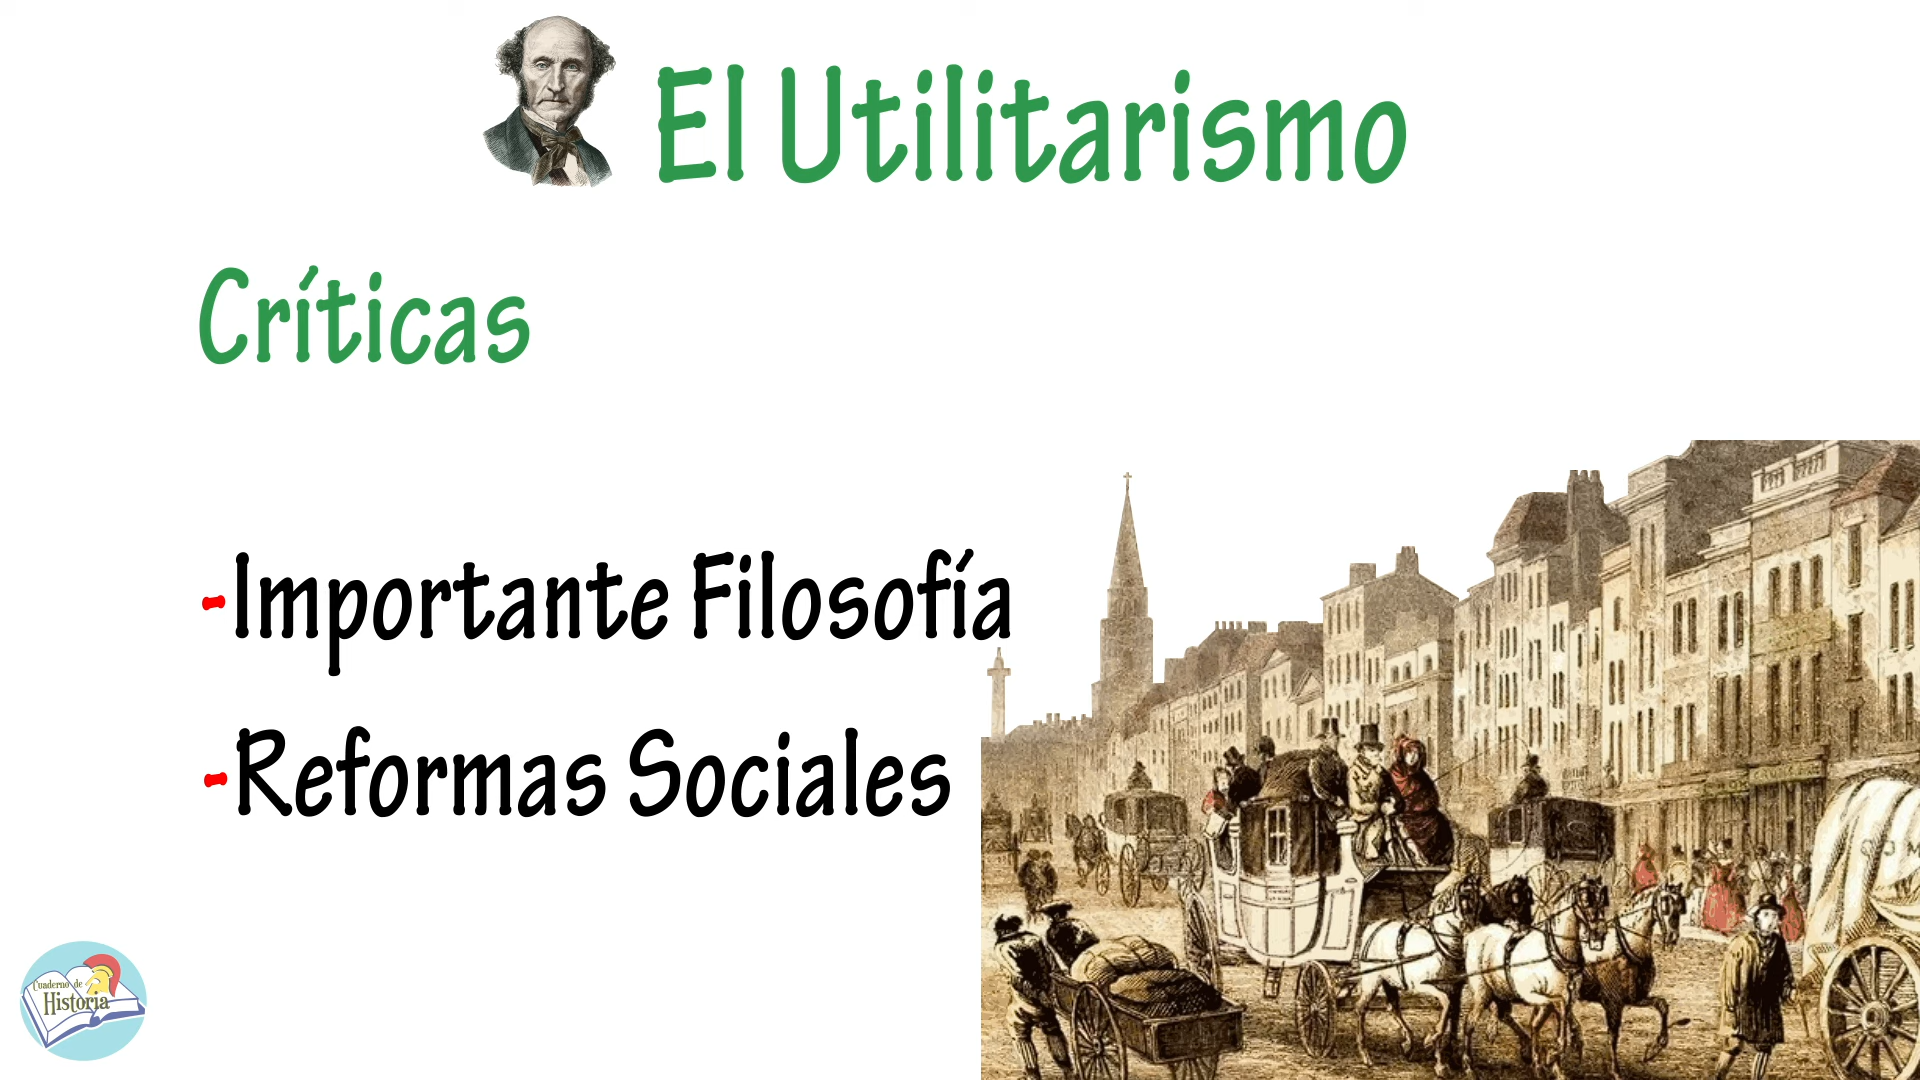 El Utilitarismo
Críticas
-Importante Filosofía
-Reformas Sociales
Cuaderno de
Historia